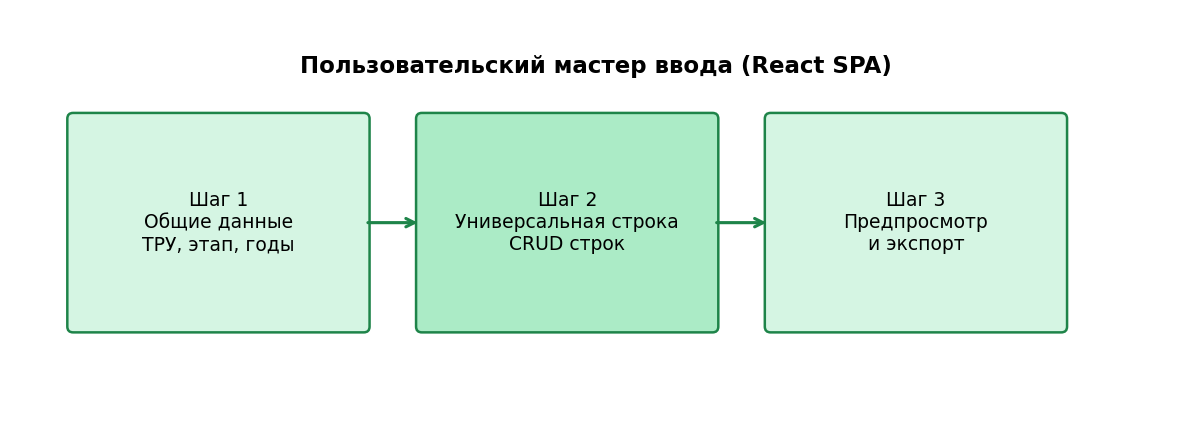 Пользовательский мастер ввода (React SPA)
Шаг 1
Общие данные
ТРУ, этап, годы
Шаг 2
Универсальная строка
CRUD строк
Шаг 3
Предпросмотр
и экспорт